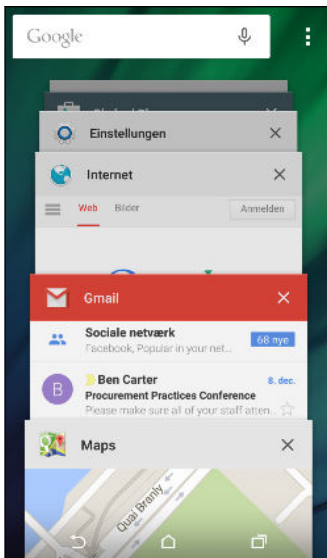 Google
Einstellungen
Internet
Web Bilder Anmelden
Gmail
Sociale netværk 68 nye
Facebook, Popular in your net...
B Ben Carter 8. dec.
Procurement Practices Conference
Please make sure all of your staff atten...
Maps
Quai Branly